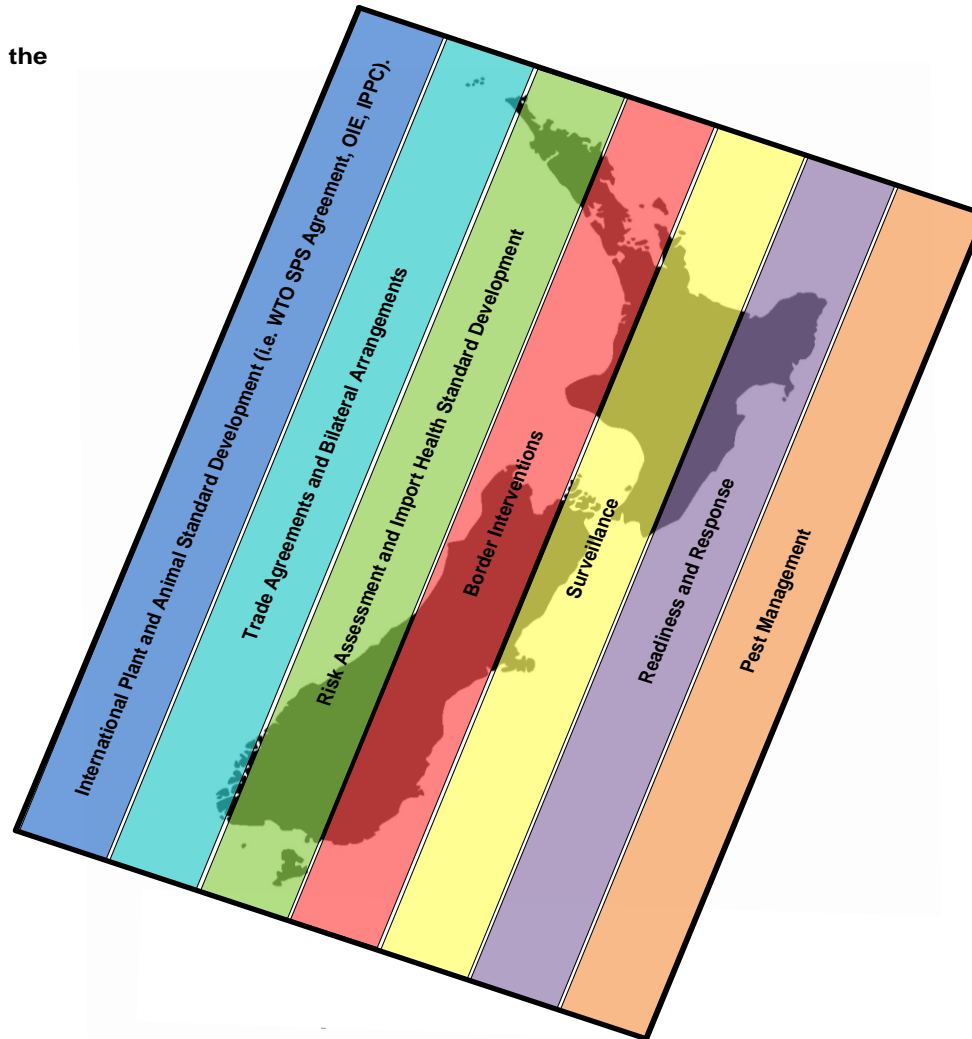 the
International Plant and Animal Standard Development (i.e. WTO SPS Agreement, OIE, IPPC).
Trade Agreements and Bilateral Arrangements
Risk Assessment and Import Health Standard Development
Border Interventions
Surveillance
Readiness and Response
Pest Management